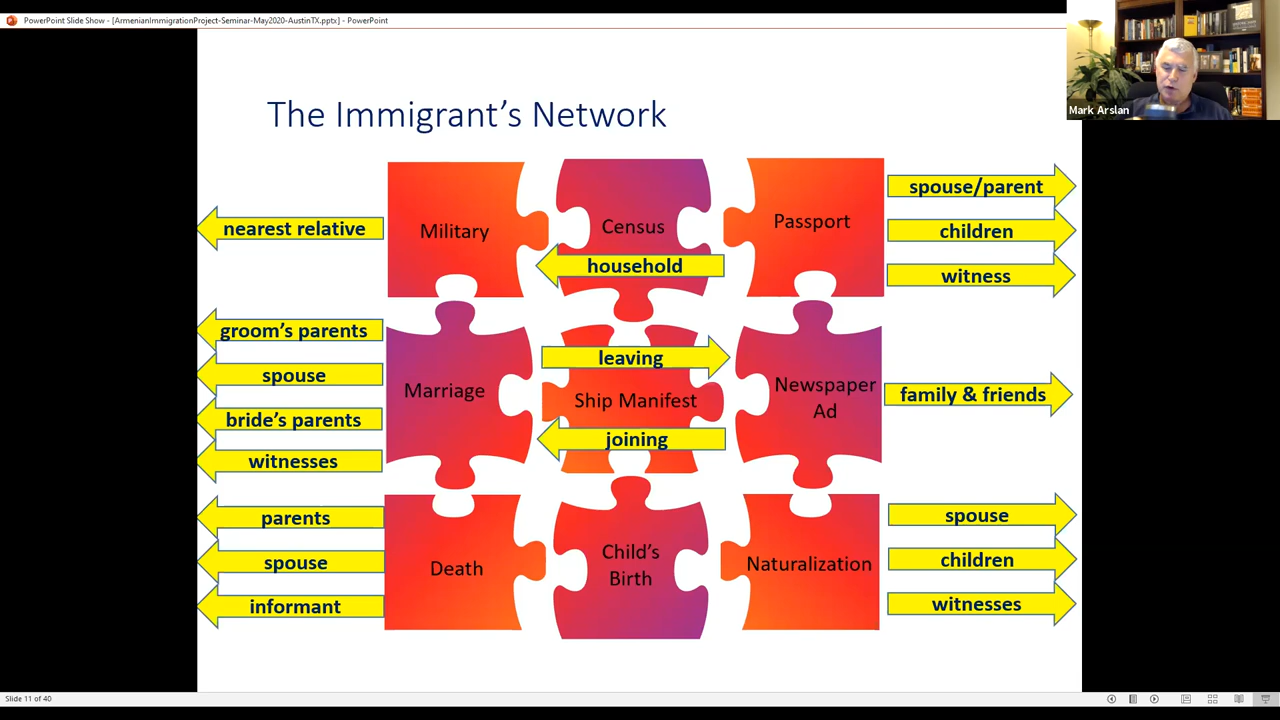 PowerPoint Slide Show - [ArmenianImmigrationProject-Seminar-May2020-AustinTX.pptx] - PowerPoint
Mark Arslan
The Immigrant's Network
Military
Census
Passport
nearest relative
household
spouse/parent
children
witness
Marriage
Ship Manifest
Newspaper
Ad
groom's parents
spouse
bride's parents
witnesses
leaving
joining
family & friends
Death
Child's
Birth
Naturalization
parents
spouse
informant
spouse
children
witnesses
Slide 11 of 40